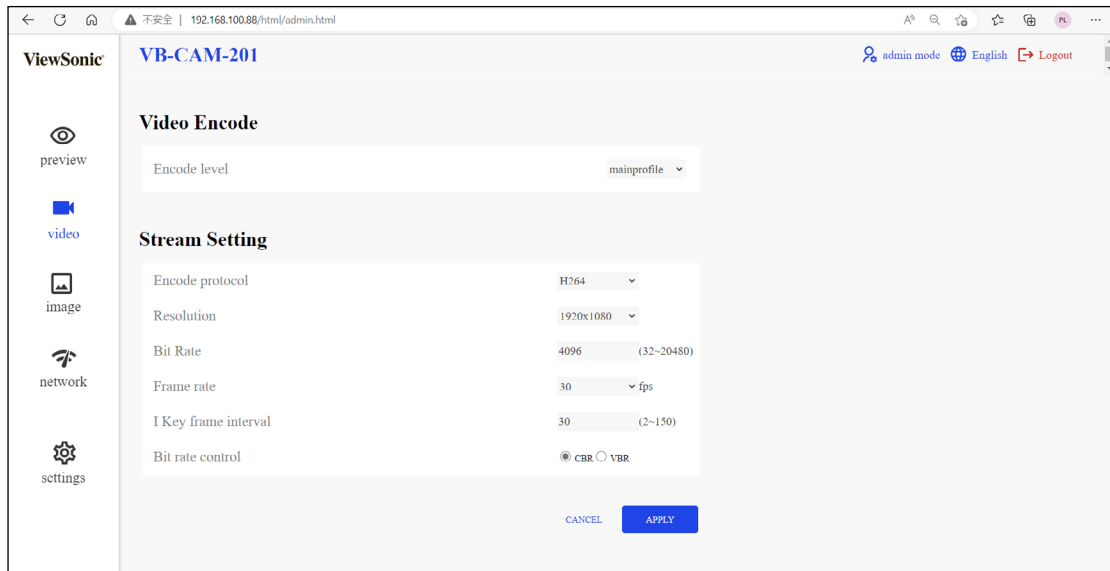 不安全 | 192.168.100.88/html/admin.html
PL
ViewSonic
VB-CAM-201
admin mode English Logout
preview
video
image
network
settings
Video Encode
Encode level mainprofile
Stream Setting
Encode protocol H264
Resolution 1920x1080
Bit Rate 4096 (32~20480)
Frame rate 30 fps
I Key frame interval 30 (2~150)
Bit rate control CBR VBR
CANCEL APPLY